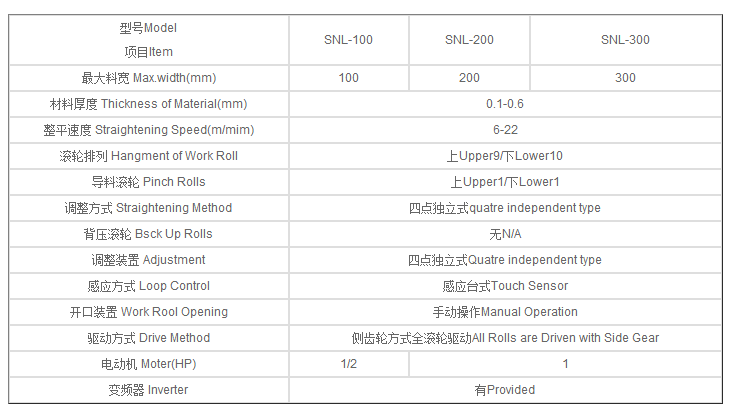 型号Model
项目Item
SNL-100 SNL-200 SNL-300
最大料宽 Max.width(mm) 100 200 300
材料厚度 Thickness of Material(mm) 0.1-0.6
整平速度 Straightening Speed(m/mim) 6-22
滚轮排列 Hangment of Work Roll 上Upper9/下Lower10
导料滚轮 Pinch Rolls 上Upper1/下Lower1
调整方式 Straightening Method 四点独立式quatre independent type
背压滚轮 Bsck Up Rolls 无N/A
调整装置 Adjustment 四点独立式Quatre independent type
感应方式 Loop Control 感应台式Touch Sensor
开口装置 Work Rool Opening 手动操作Manual Operation
驱动方式 Drive Method 侧齿轮方式全滚轮驱动All Rolls are Driven with Side Gear
电动机 Moter(HP) 1/2 1
变频器 Inverter 有Provided